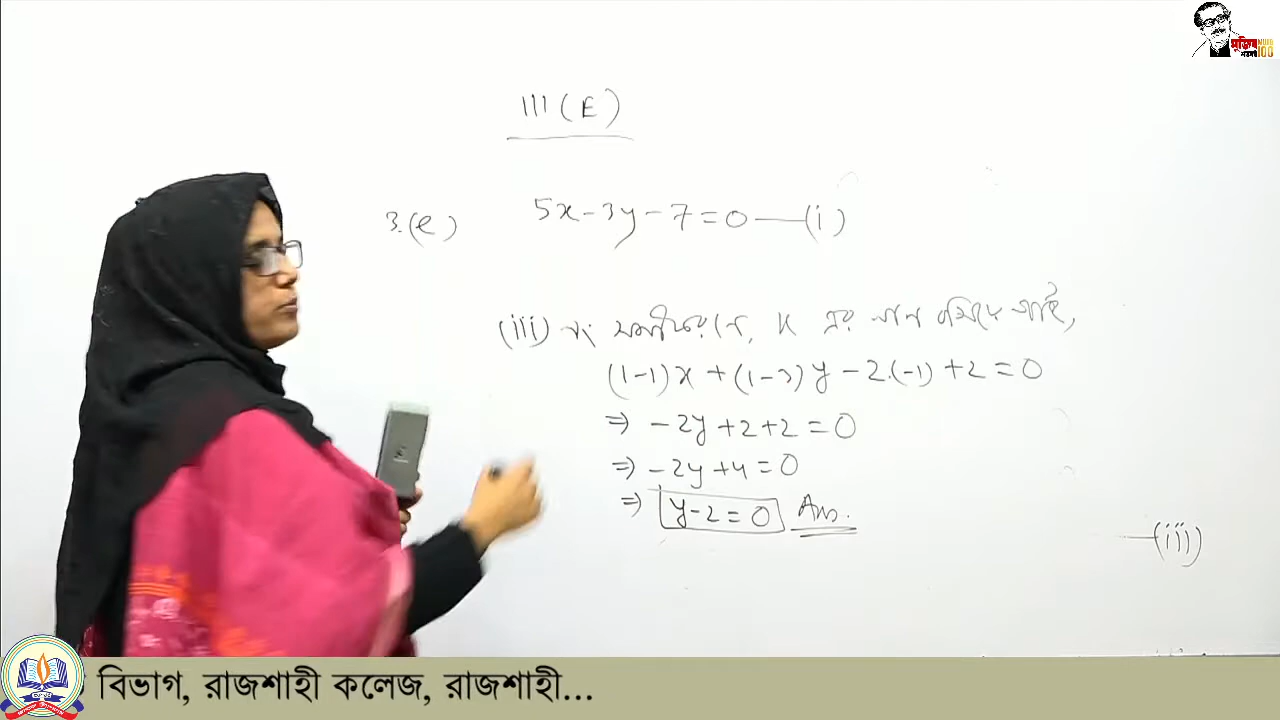 III (E)
3.(e) 5x - 3y - 7 = 0 —(i)
(iii) নং সমীকরণে, K এর মান বসিয়ে পাই,
(1-1)x + (1-3)y - 2.(-1) + 2 = 0
⇒ -2y + 2 + 2 = 0
⇒ -2y + 4 = 0
⇒ y - 2 = 0 Ans.
—(iii)
বিভাগ, রাজশাহী কলেজ, রাজশাহী...
100